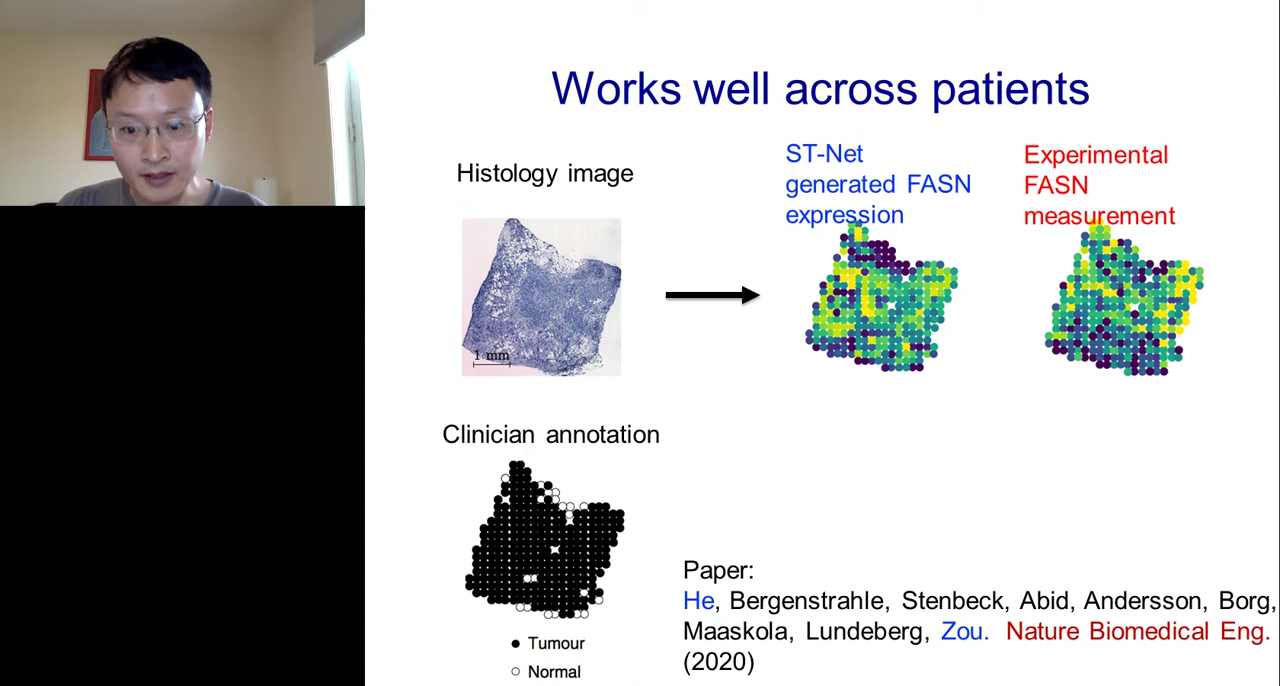 Works well across patients
Histology image
ST-Net
generated FASN
expression
Experimental
FASN
measurement
1 mm
Clinician annotation
Tumour
Normal
Paper:
He, Bergenstrahle, Stenbeck, Abid, Andersson, Borg,
Maaskola, Lundeberg, Zou. Nature Biomedical Eng.
(2020)